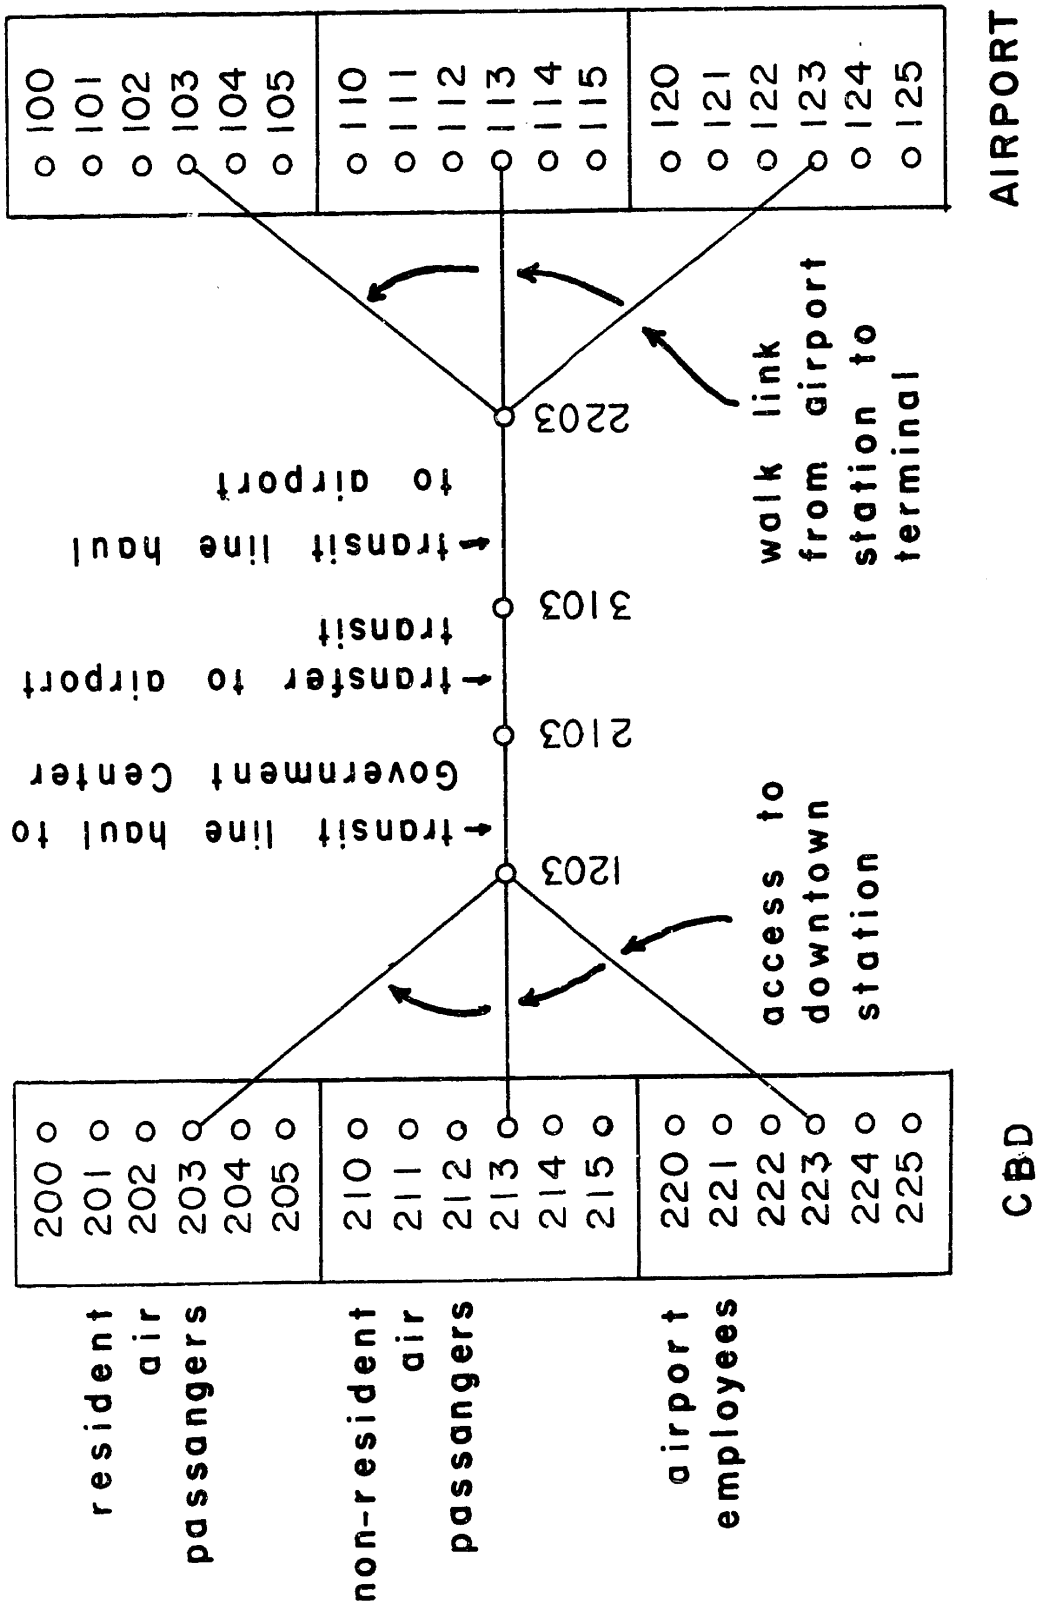 resident
air
passangers
200
201
202
203
204
205
non-resident
air
passangers
210
211
212
213
214
215
airport
employees
220
221
222
223
224
225
CBD
access to
downtown
station
1203
transit line haul to
Government Center
2103
transfer to airport
transit
3103
transit line haul
to airport
2203
walk link
from airport
station to
terminal
100
101
102
103
104
105
110
111
112
113
114
115
120
121
122
123
124
125
AIRPORT